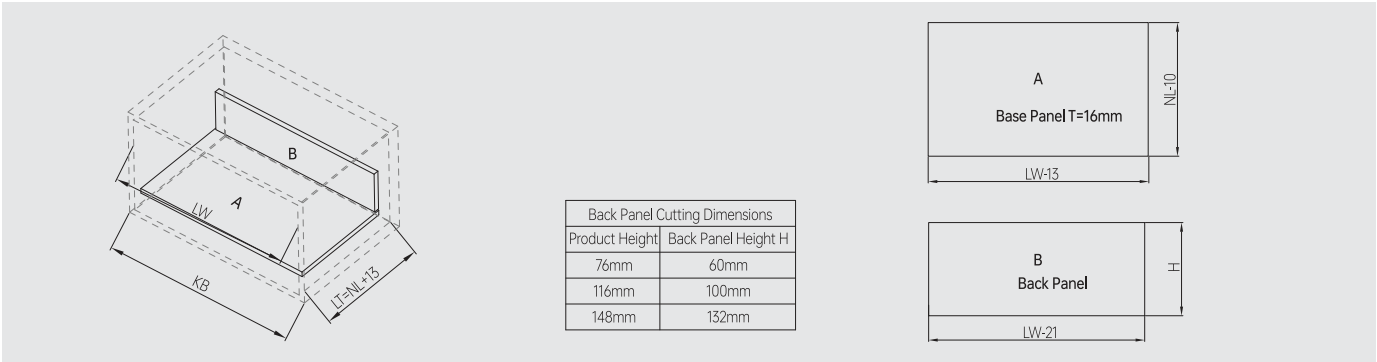 B
A
LW
KB
LT=NL+13
Back Panel Cutting Dimensions
Product Height Back Panel Height H
76mm 60mm
116mm 100mm
148mm 132mm
A
Base Panel T=16mm
NL-10
LW-13
B
Back Panel
H
LW-21